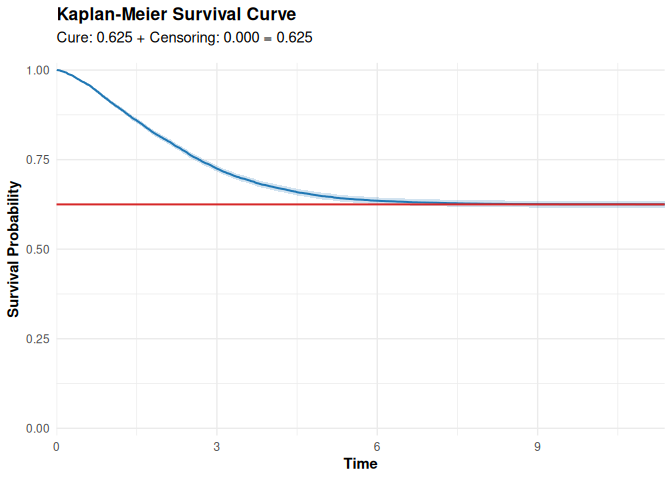 Kaplan-Meier Survival Curve
Cure: 0.625 + Censoring: 0.000 = 0.625
1.00
0.75
0.50
0.25
0.00
Survival Probability
0 3 6 9
Time